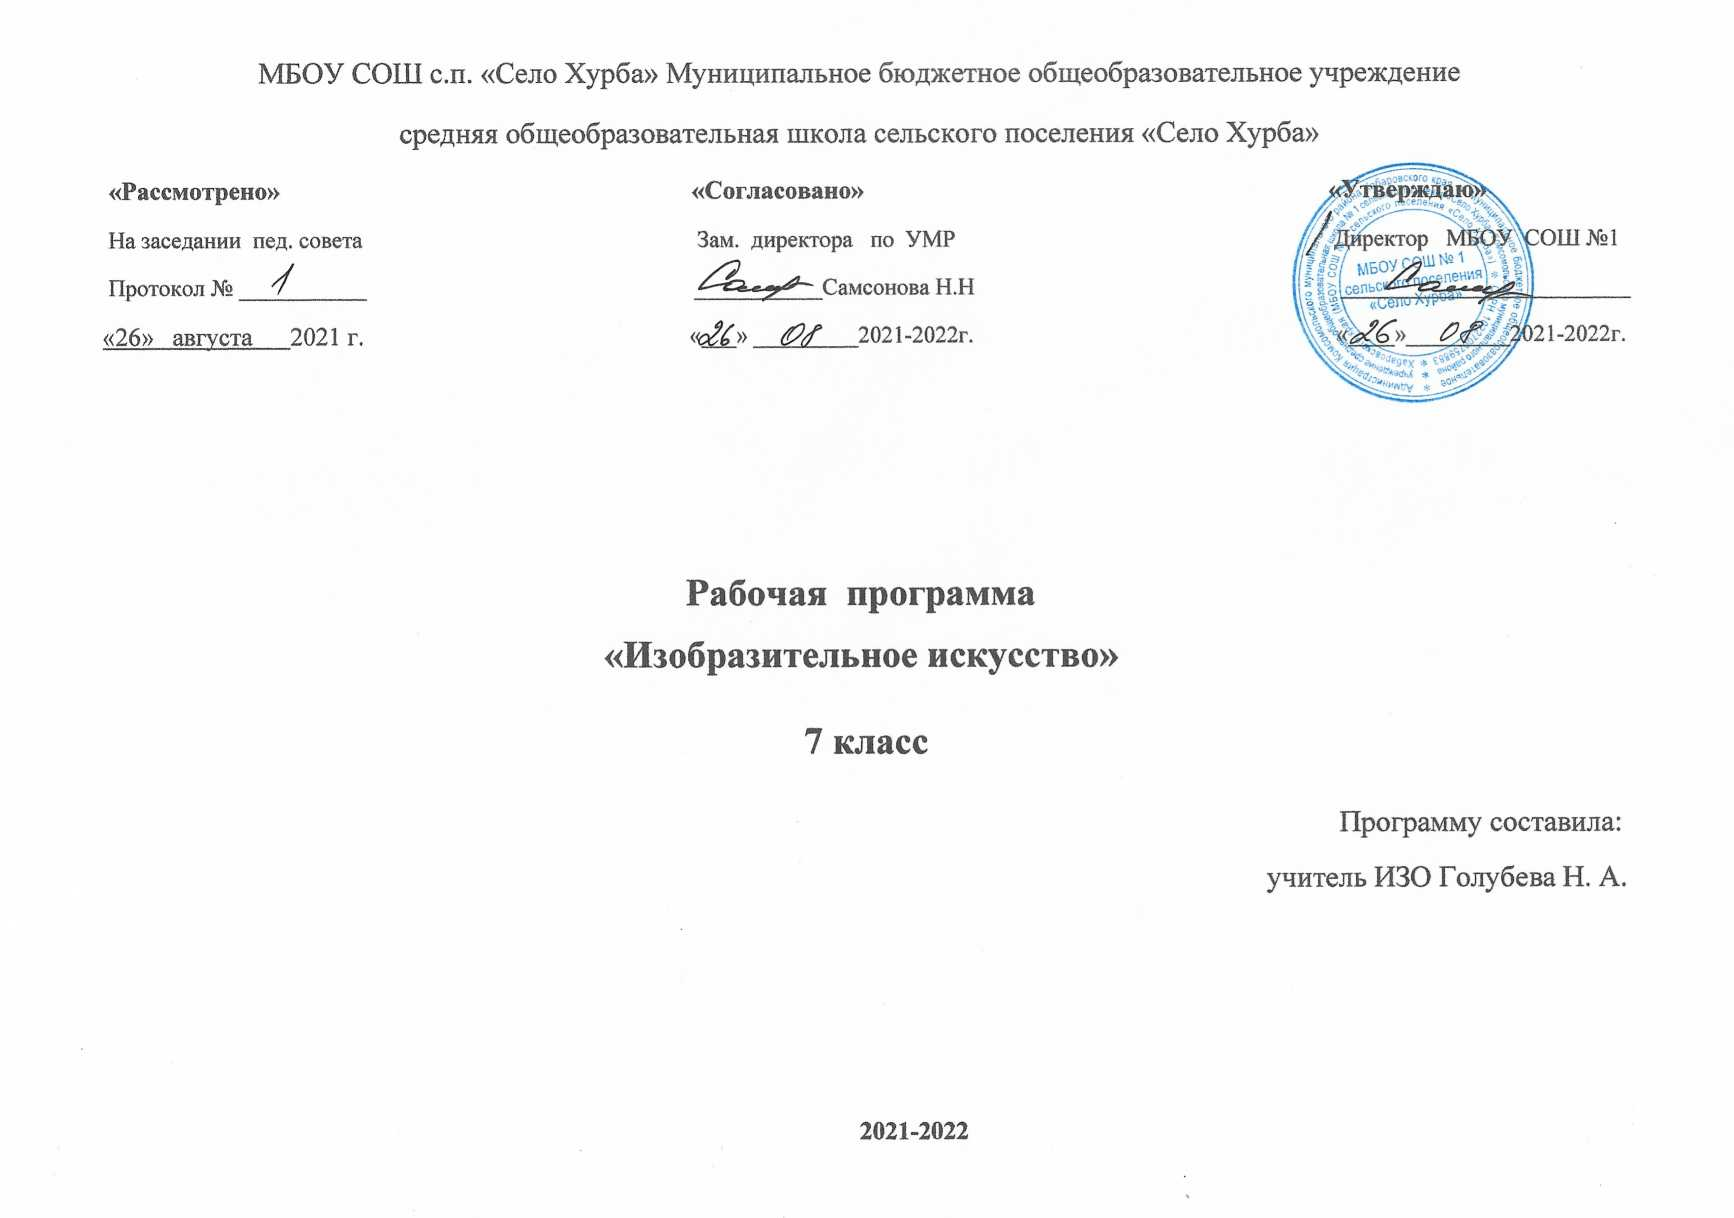 МБОУ СОШ с.п. «Село Хурба» Муниципальное бюджетное общеобразовательное учреждение
средняя общеобразовательная школа сельского поселения «Село Хурба»
«Рассмотрено»
На заседании пед. совета
Протокол № 1
«26» августа 2021 г.
«Согласовано»
Зам. директора по УМР
Самсонова Н.Н
«26» 08 2021-2022г.
«Утверждаю»
Директор МБОУ СОШ №1
«26» 08 2021-2022г.
МБОУ СОШ № 1
сельского поселения
«Село Хурба»
Рабочая программа
«Изобразительное искусство»
7 класс
Программу составила:
учитель ИЗО Голубева Н. А.
2021-2022